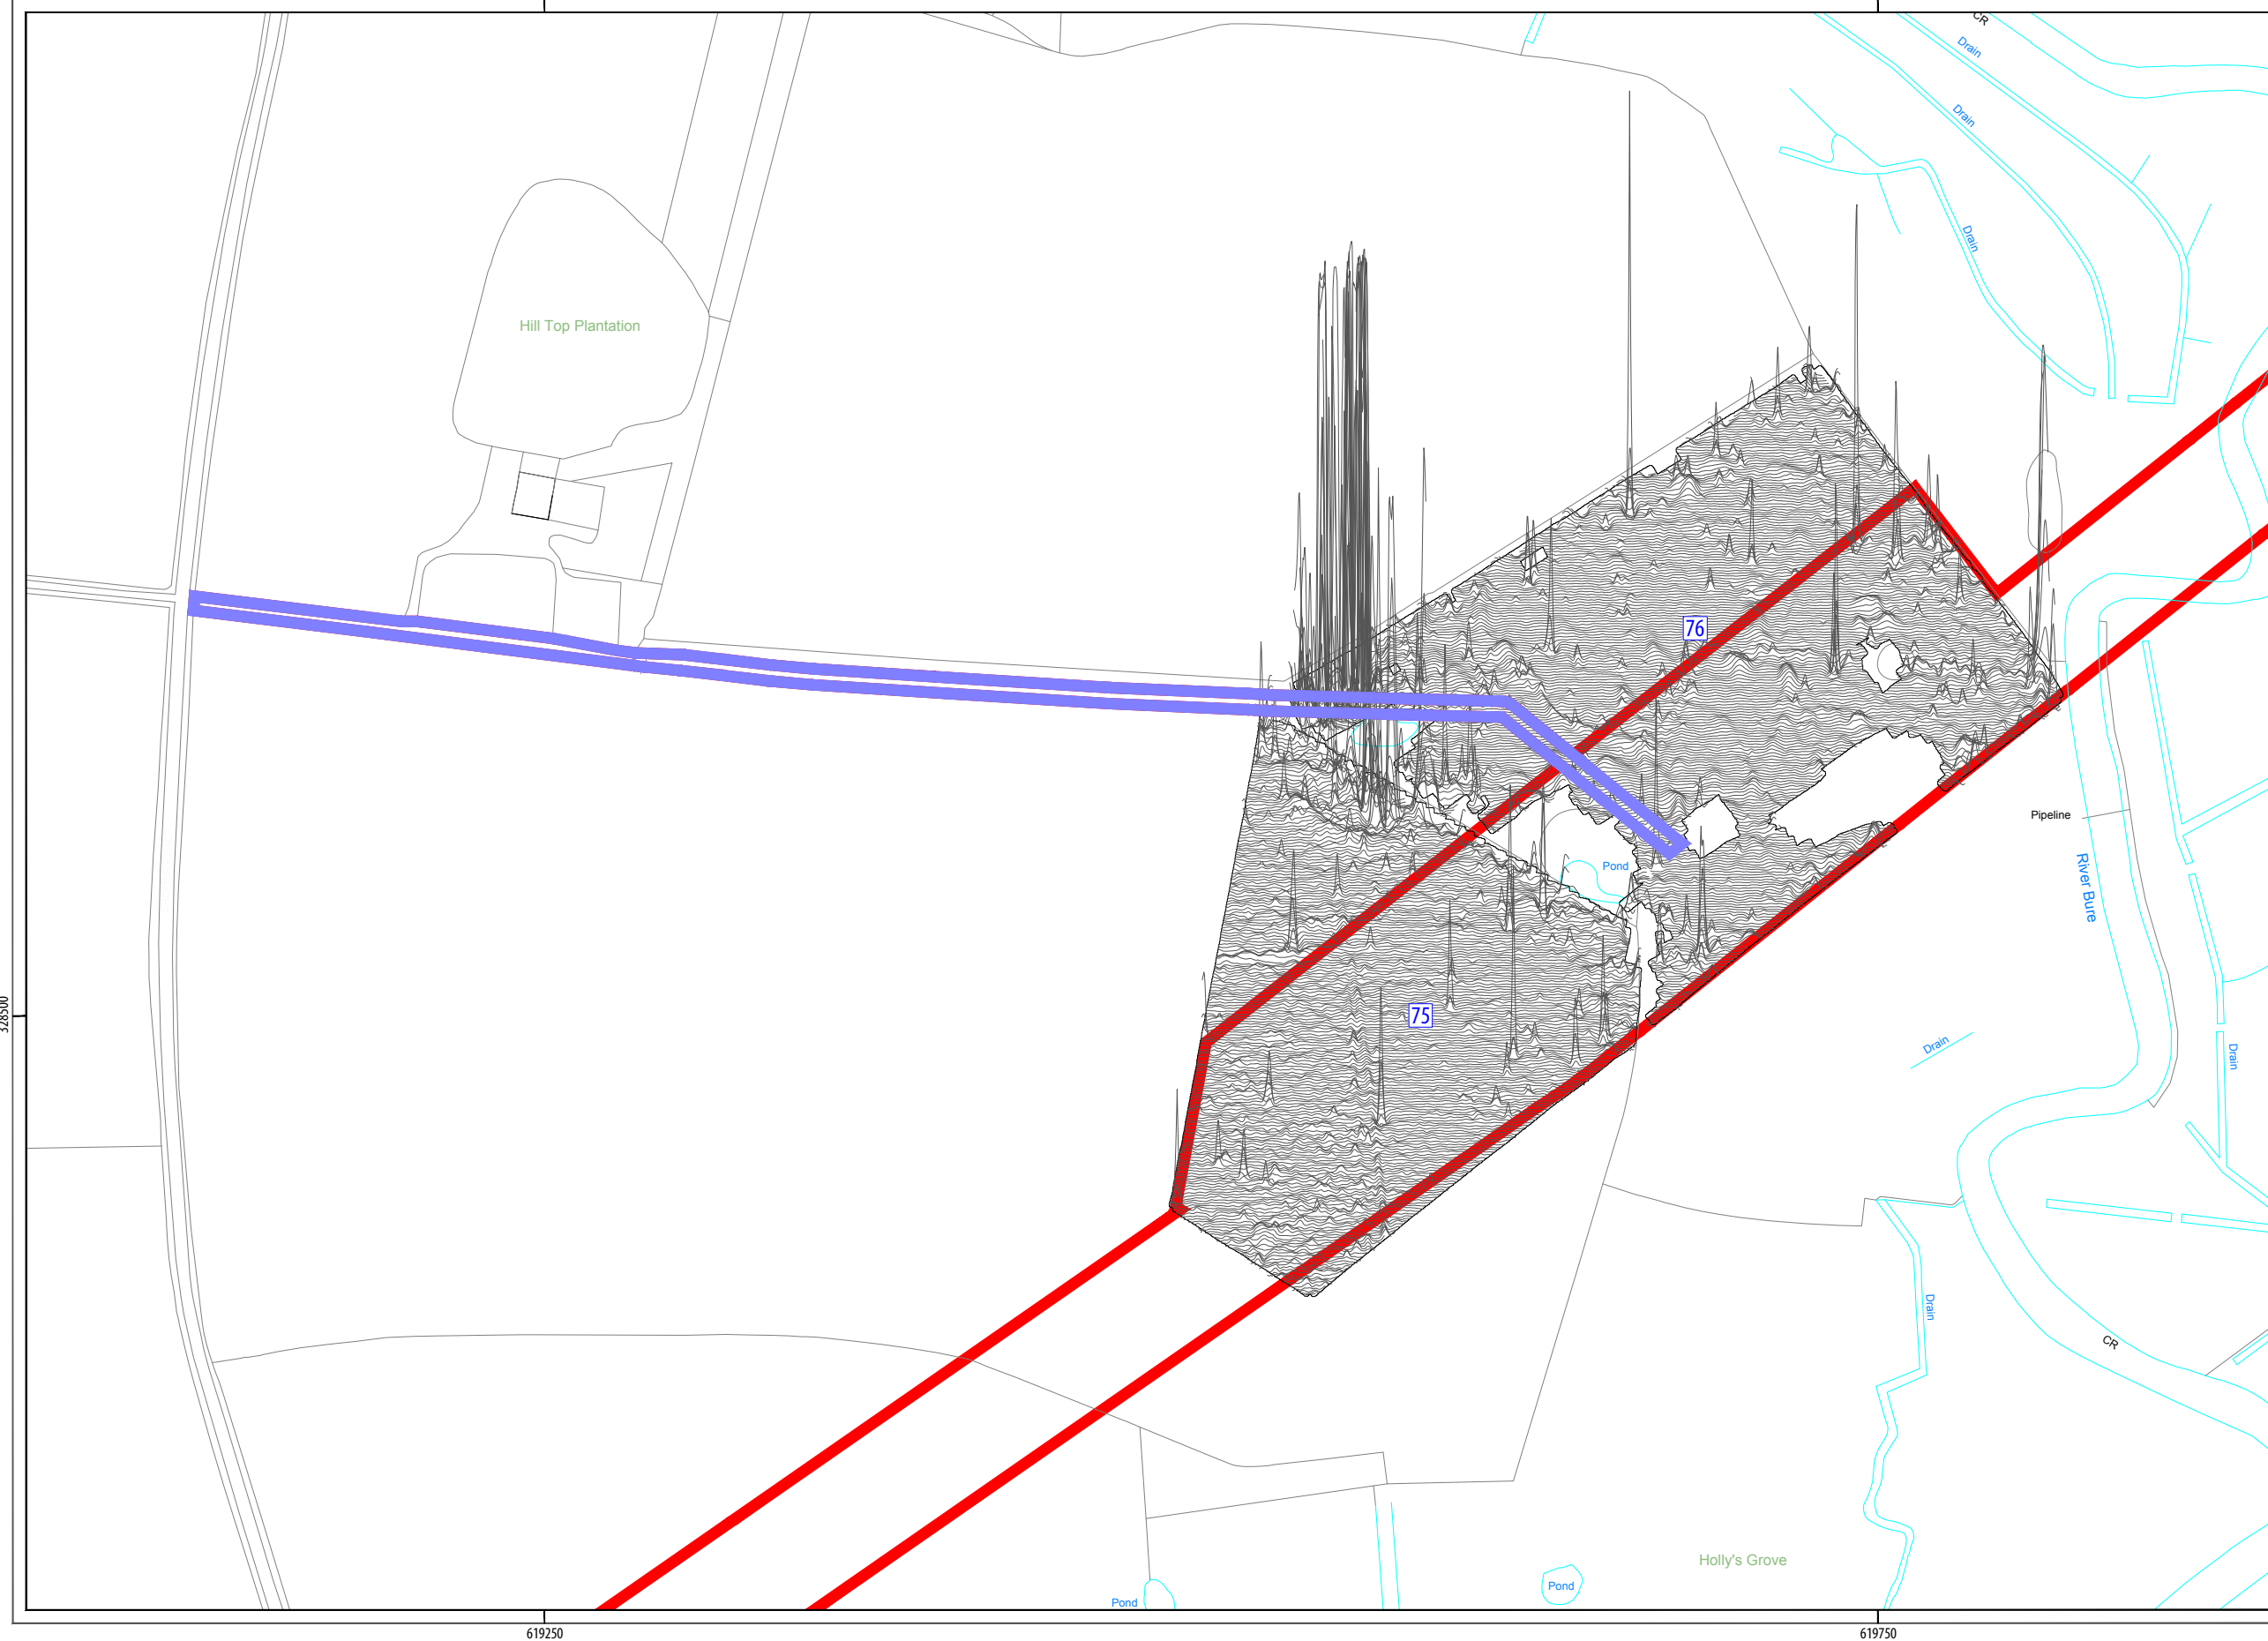 CR
Drain
Drain
Drain
Hill Top Plantation
76
Pipeline
Pond
River Bure
328500
75
Drain
Drain
Drain
CR
Holly's Grove
Pond
Pond
619250
619750